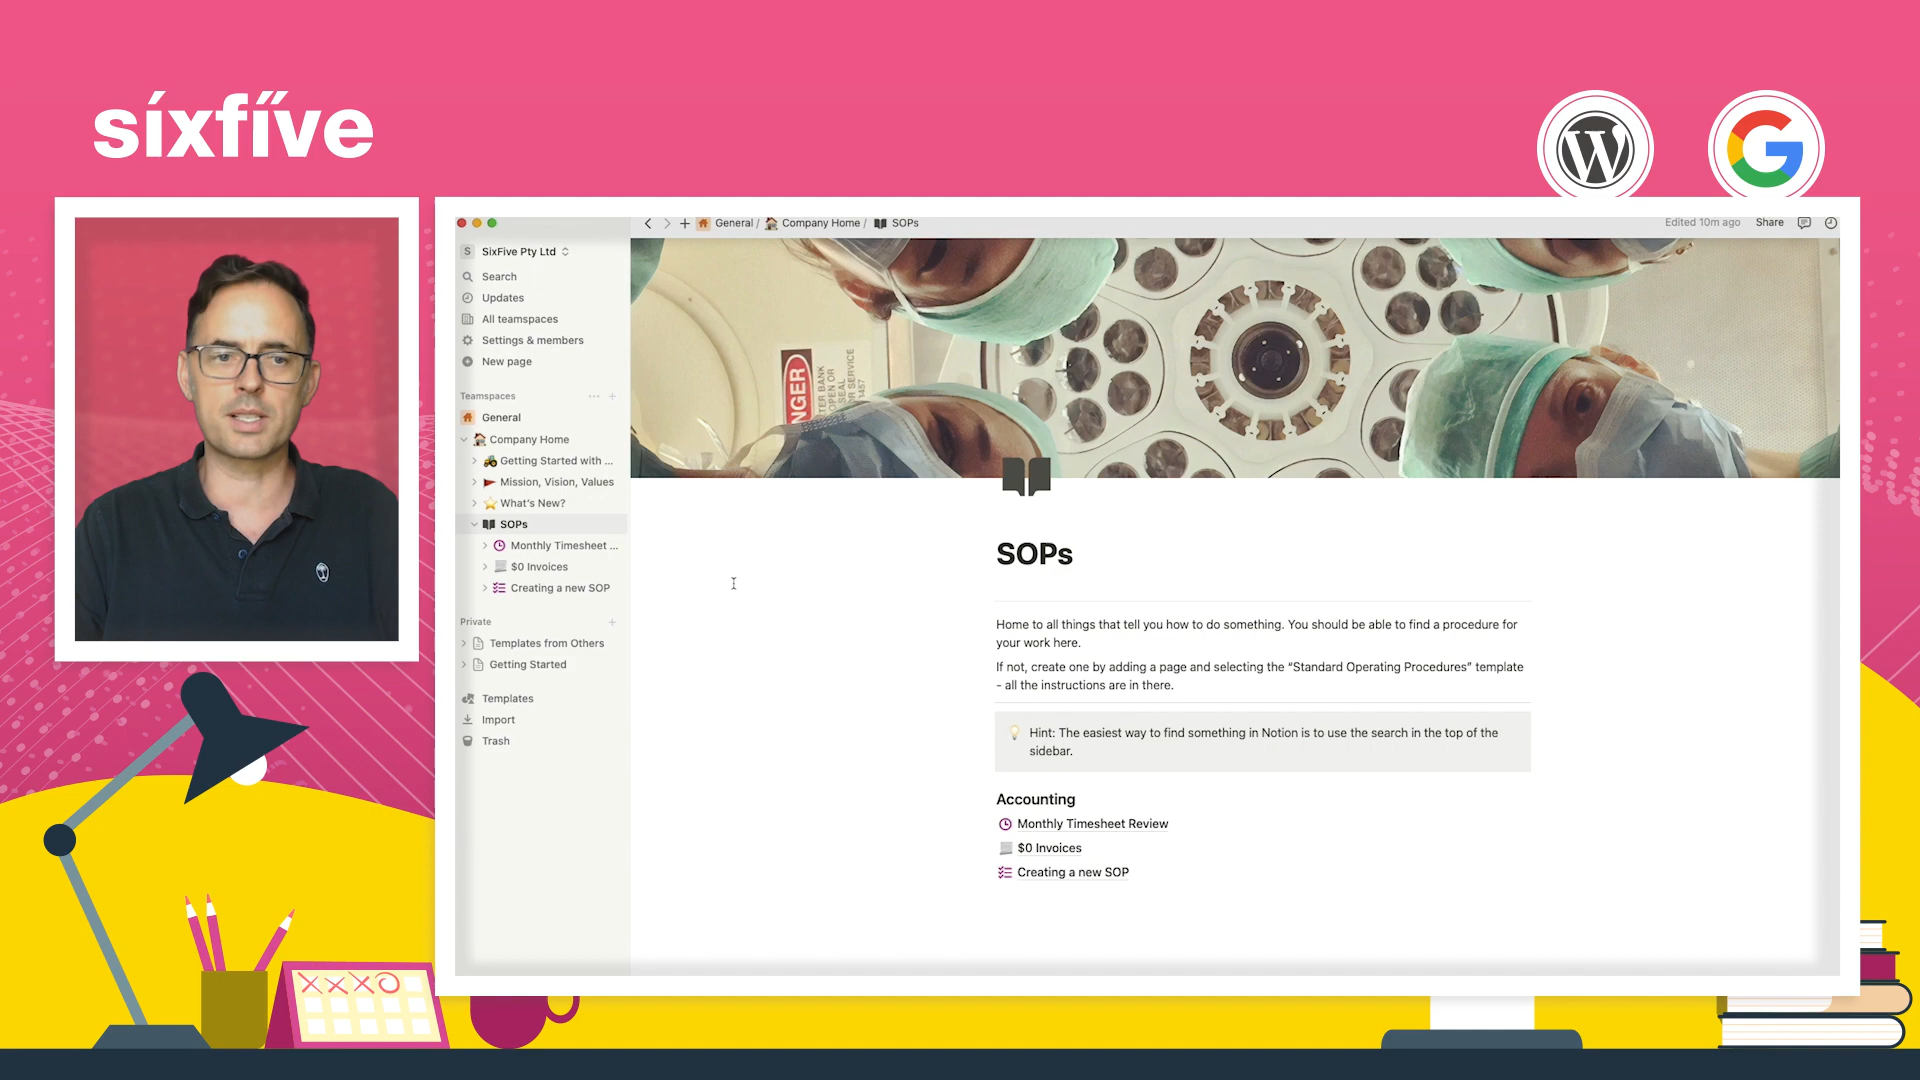 síxfíve
General / Company Home / SOPs
Edited 10m ago Share
S SixFive Pty Ltd
Search
Updates
All teamspaces
Settings & members
New page
Teamspaces
General
Company Home
Getting Started with ...
Mission, Vision, Values
What's New?
SOPs
Monthly Timesheet ...
$0 Invoices
Creating a new SOP
Private
Templates from Others
Getting Started
Templates
Import
Trash
NGER
SOPs
Home to all things that tell you how to do something. You should be able to find a procedure for
your work here.
If not, create one by adding a page and selecting the “Standard Operating Procedures” template
- all the instructions are in there.
Hint: The easiest way to find something in Notion is to use the search in the top of the
sidebar.
Accounting
Monthly Timesheet Review
$0 Invoices
Creating a new SOP